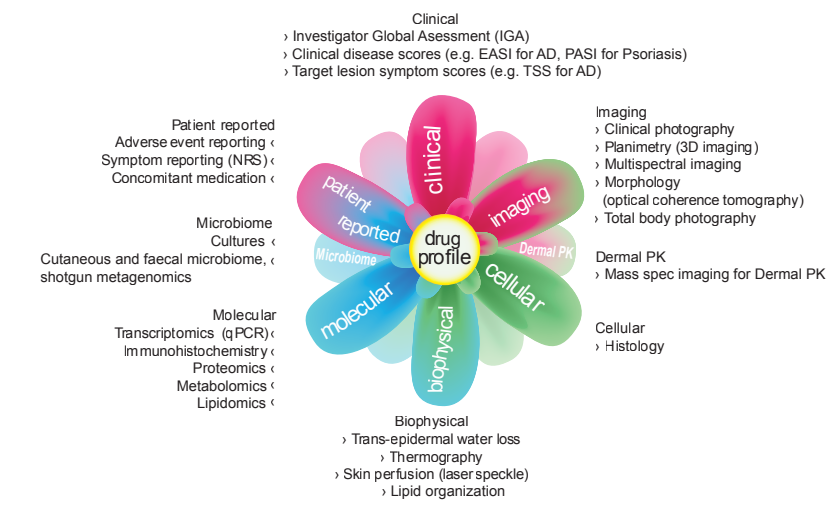 Clinical
› Investigator Global Asessment (IGA)
› Clinical disease scores (e.g. EASI for AD, PASI for Psoriasis)
› Target lesion symptom scores (e.g. TSS for AD)
Patient reported
Adverse event reporting ‹
Symptom reporting (NRS) ‹
Concomitant medication ‹
Microbiome
Cultures ‹
Cutaneous and faecal microbiome, ‹
shotgun metagenomics
Molecular
Transcriptomics (qPCR) ‹
Immunohistochemistry ‹
Proteomics ‹
Metabolomics ‹
Lipidomics ‹
clinical
imaging
Dermal PK
cellular
biophysical
molecular
Microbiome
patient
reported
drug
profile
Imaging
› Clinical photography
› Planimetry (3D imaging)
› Multispectral imaging
› Morphology
(optical coherence tomography)
› Total body photography
Dermal PK
› Mass spec imaging for Dermal PK
Cellular
› Histology
Biophysical
› Trans-epidermal water loss
› Thermography
› Skin perfusion (laser speckle)
› Lipid organization